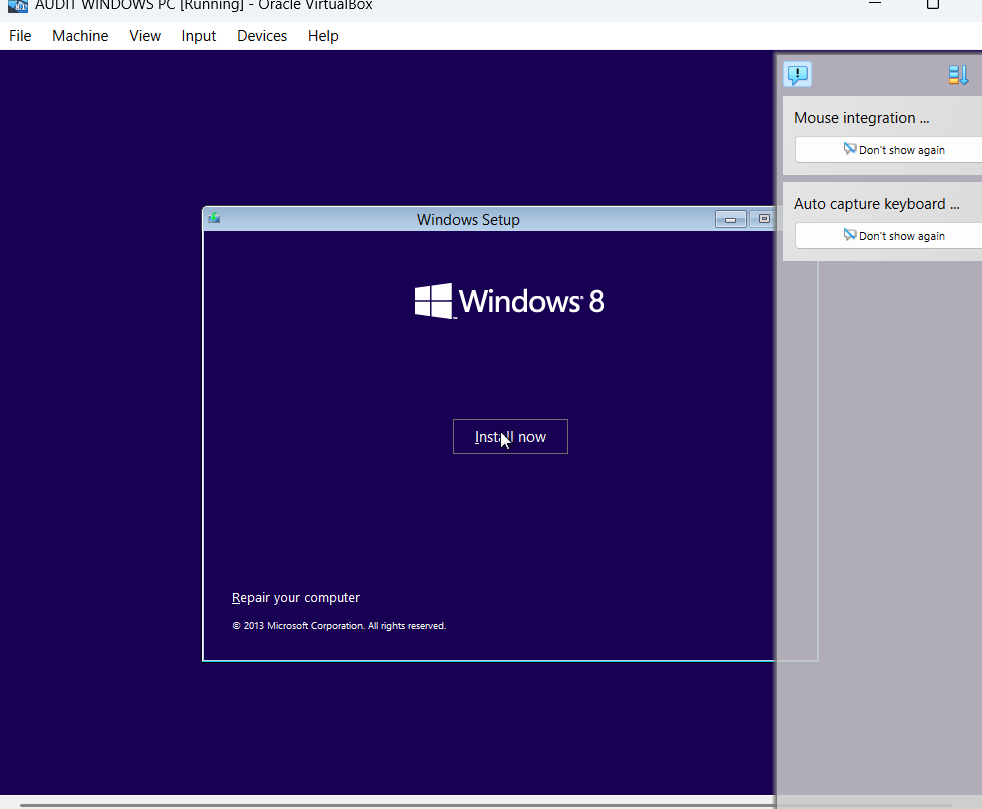 AUDIT WINDOWS PC [Running] - Oracle VirtualBox
File Machine View Input Devices Help
Mouse integration ...
Don't show again
Auto capture keyboard ...
Don't show again
Windows Setup
Windows 8
Install now
Repair your computer
© 2013 Microsoft Corporation. All rights reserved.